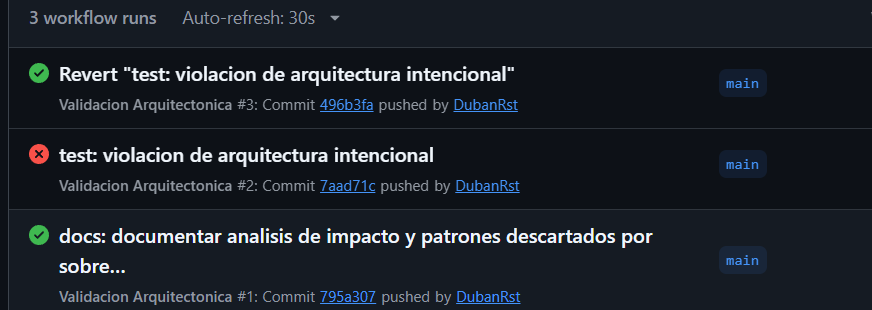 3 workflow runs Auto-refresh: 30s
Revert "test: violacion de arquitectura intencional"
main
Validacion Arquitectonica #3: Commit 496b3fa pushed by DubanRst
test: violacion de arquitectura intencional
main
Validacion Arquitectonica #2: Commit 7aad71c pushed by DubanRst
docs: documentar analisis de impacto y patrones descartados por
sobre...
main
Validacion Arquitectonica #1: Commit 795a307 pushed by DubanRst